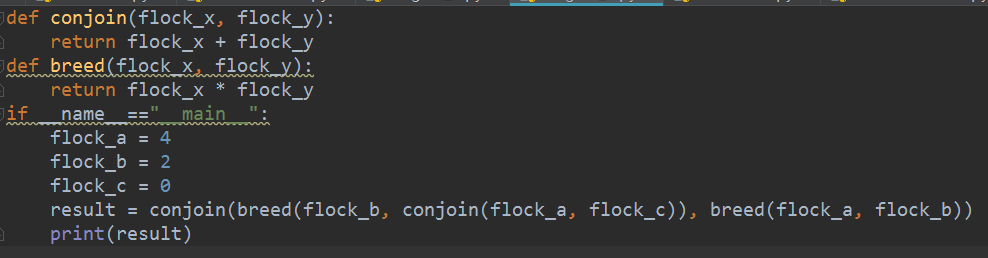 def conjoin(flock_x, flock_y):
    return flock_x + flock_y
def breed(flock_x, flock_y):
    return flock_x * flock_y
if __name__=="__main__":
    flock_a = 4
    flock_b = 2
    flock_c = 0
    result = conjoin(breed(flock_b, conjoin(flock_a, flock_c)), breed(flock_a, flock_b))
    print(result)